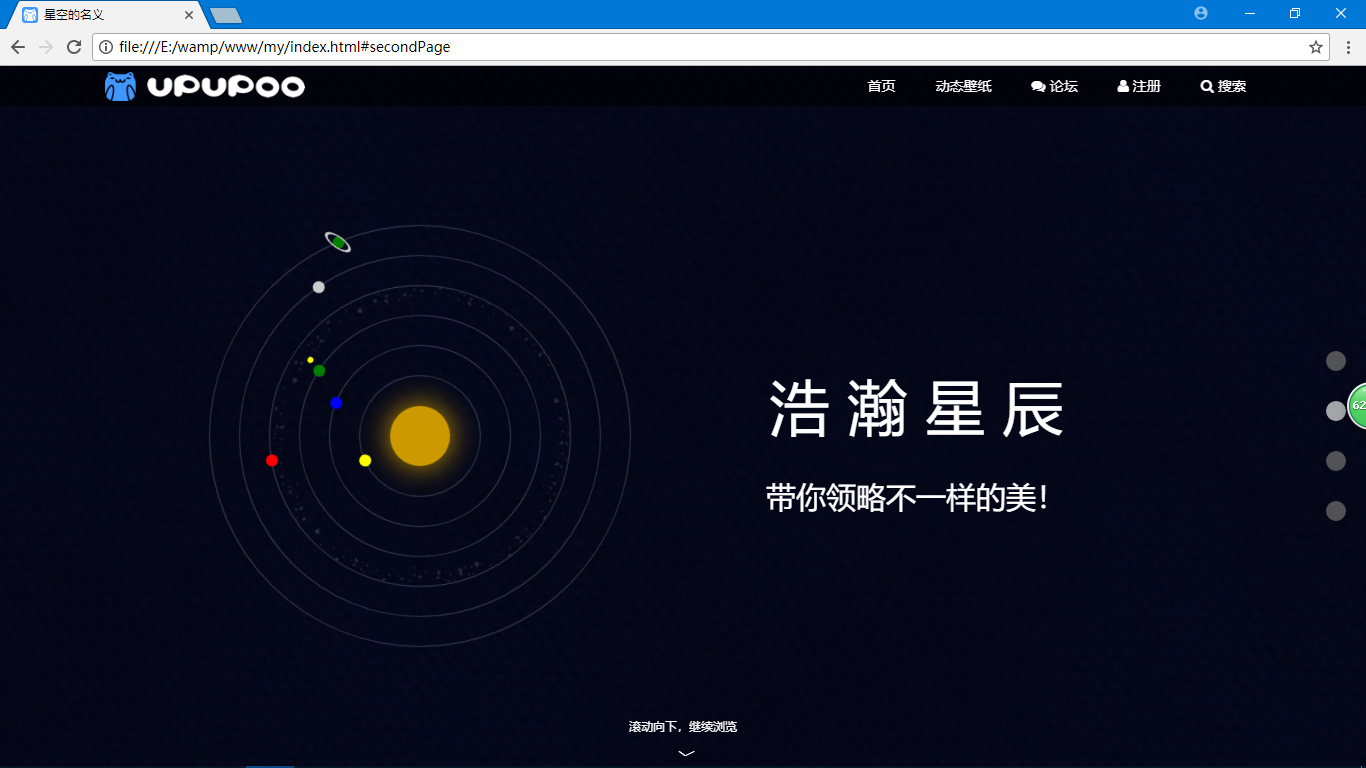 星空的名义
file:///E:/wamp/www/my/index.html#secondPage
UPUPOO
首页 动态壁纸 论坛 注册 搜索
浩瀚星辰
62
带你领略不一样的美！
滚动向下，继续浏览